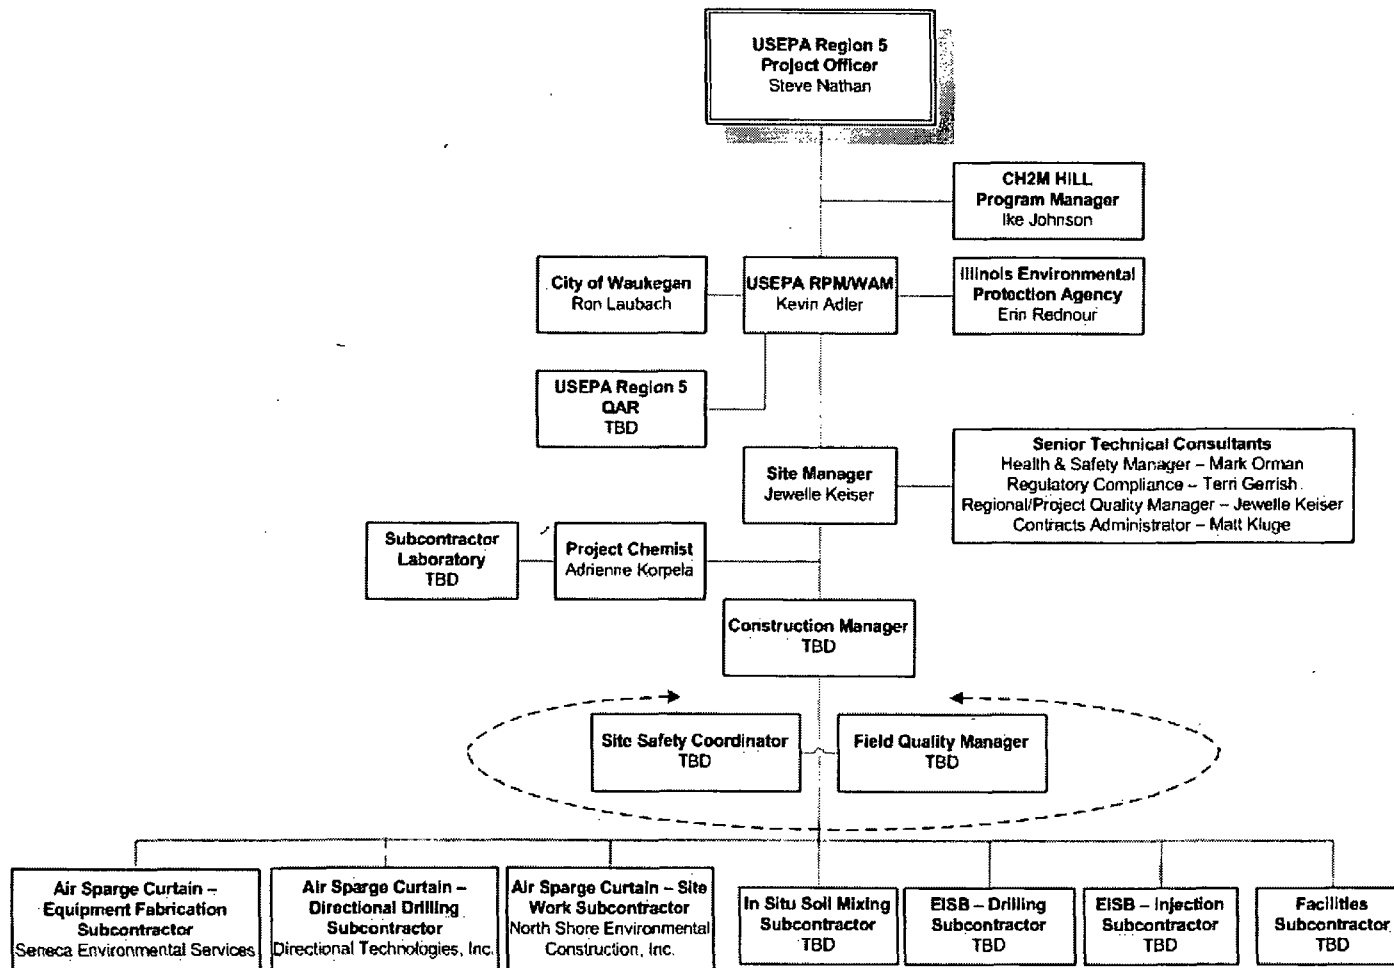 USEPA Region 5
Project Officer
Steve Nathan
CH2M HILL
Program Manager
Ike Johnson
City of Waukegan
Ron Laubach
USEPA RPM/WAM
Kevin Adler
Illinois Environmental
Protection Agency
Erin Rednour
USEPA Region 5
QAR
TBD
Site Manager
Jewelle Keiser
Senior Technical Consultants
Health & Safety Manager – Mark Orman
Regulatory Compliance – Terri Gerrish
Regional/Project Quality Manager – Jewelle Keiser
Contracts Administrator – Matt Kluge
Subcontractor
Laboratory
TBD
Project Chemist
Adrienne Korpela
Construction Manager
TBD
Site Safety Coordinator
TBD
Field Quality Manager
TBD
Air Sparge Curtain –
Equipment Fabrication
Subcontractor
Seneca Environmental Services
Air Sparge Curtain –
Directional Drilling
Subcontractor
Directional Technologies, Inc.
Air Sparge Curtain – Site
Work Subcontractor
North Shore Environmental
Construction, Inc.
In Situ Soil Mixing
Subcontractor
TBD
EISB – Drilling
Subcontractor
TBD
EISB – Injection
Subcontractor
TBD
Facilities
Subcontractor
TBD